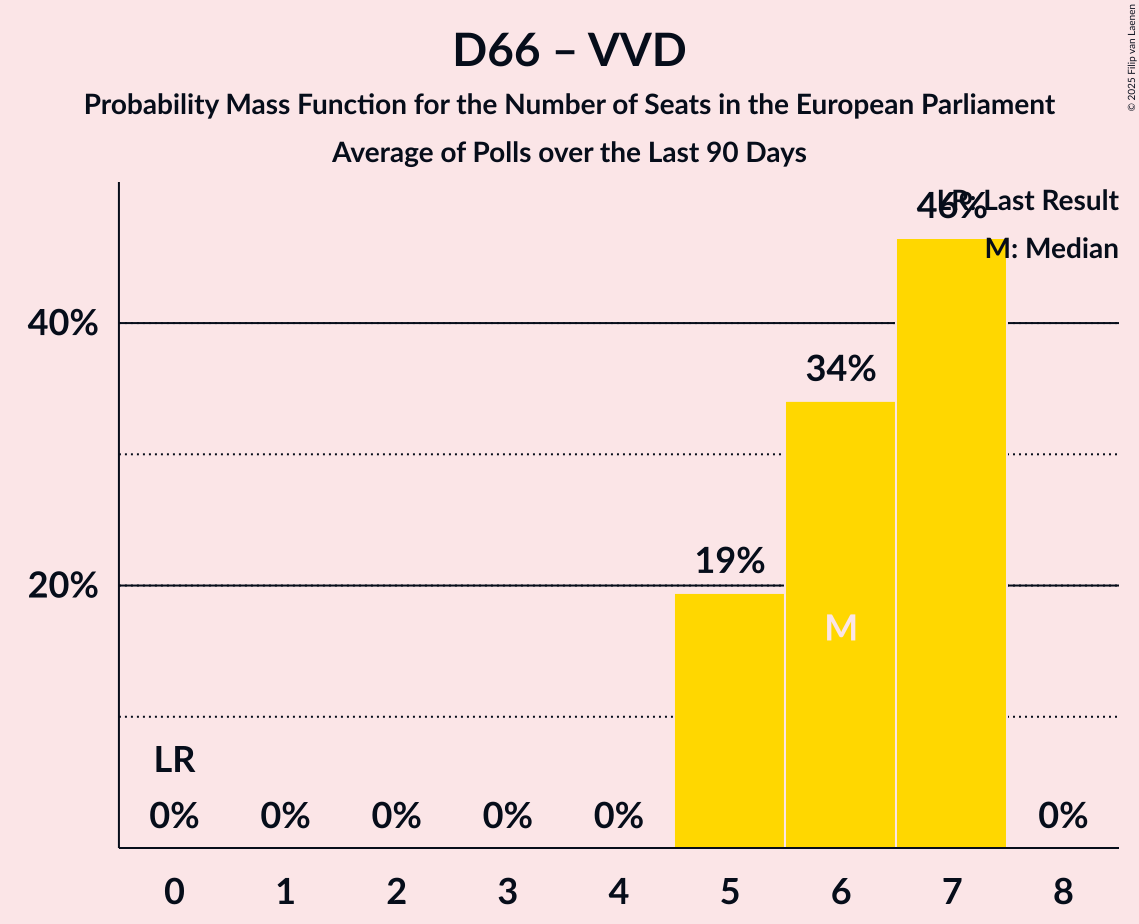 D66 – VVD
Probability Mass Function for the Number of Seats in the European Parliament
Average of Polls over the Last 90 Days
© 2025 Filip van Laenen
LR: Last Result
M: Median
46%
40%
34%
20%
19%
M
LR
0% 0% 0% 0% 0% 0%
0 1 2 3 4 5 6 7 8